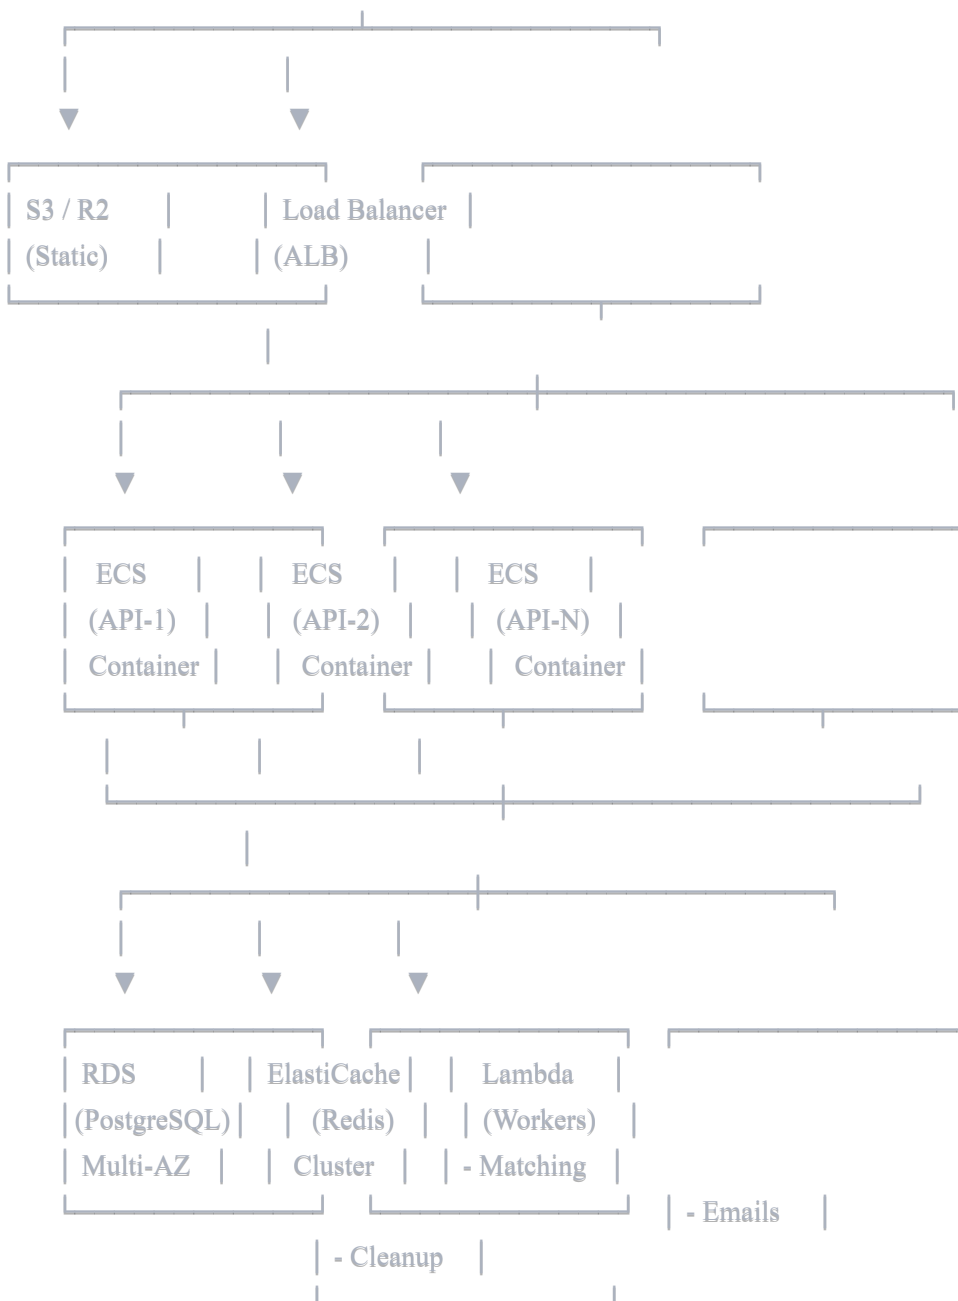 S3 / R2 Load Balancer
(Static) (ALB)
ECS ECS ECS
(API-1) (API-2) (API-N)
Container Container Container
RDS ElastiCache Lambda
(PostgreSQL) (Redis) (Workers)
Multi-AZ Cluster - Matching
- Emails
- Cleanup